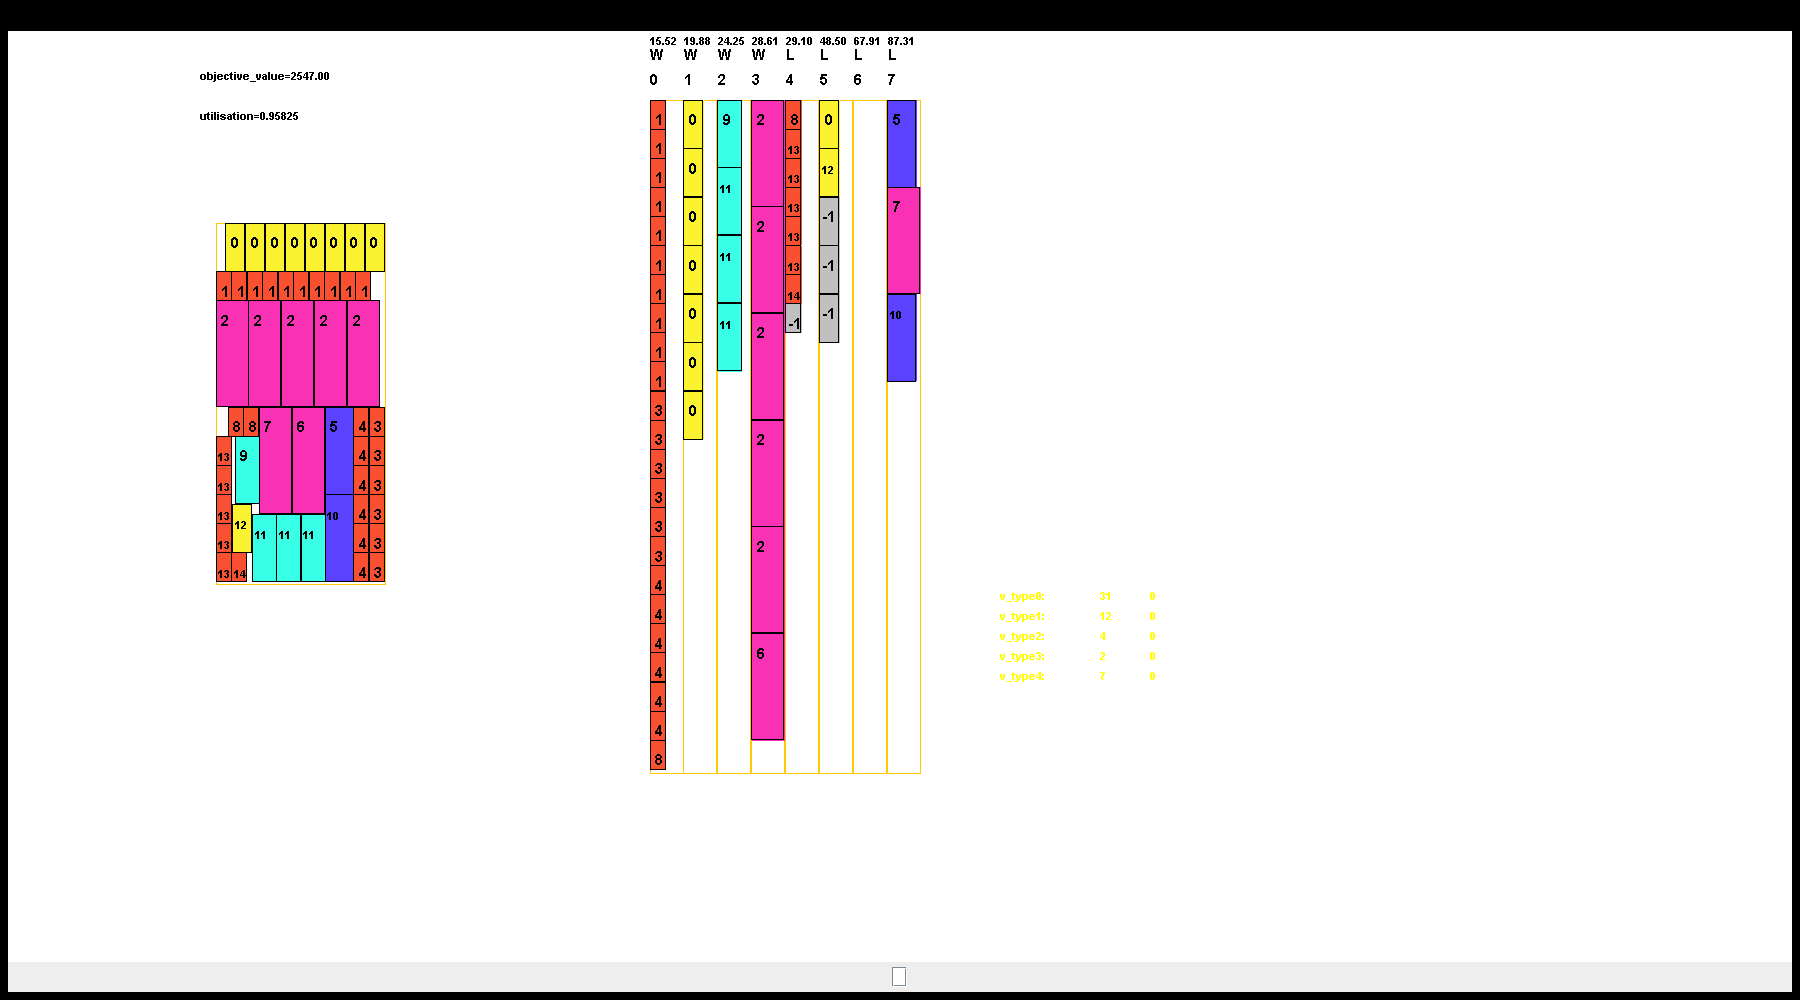 15.52 19.88 24.25 28.61 29.10 48.50 67.91 87.31
W W W W L L L L
objective_value=2547.00
0 1 2 3 4 5 6 7
utilisation=0.95825
1 0 9 2 8 0 5
1 13
1 0 13 12
1 11 13 7
1 0 2 13 -1
0 0 0 0 0 0 0 0
1 0 11 13 -1
1 1 1 1 1 1 1 1 1 1
1 14
2 2 2 2 2
1 0 11 2 -1 -1 10
1 0
1
8 8 7 6 5 4 3
3 0
3 2
13 9 4 3
3
13 4 3
3
13 12 10 4 3
3
11 11 11
13 4 3
3 2
13 14 4 3
4
4
v_type0: 31 0
v_type1: 12 0
v_type2: 4 0
v_type3: 2 0
v_type4: 7 0
4 6
4
4
4
8